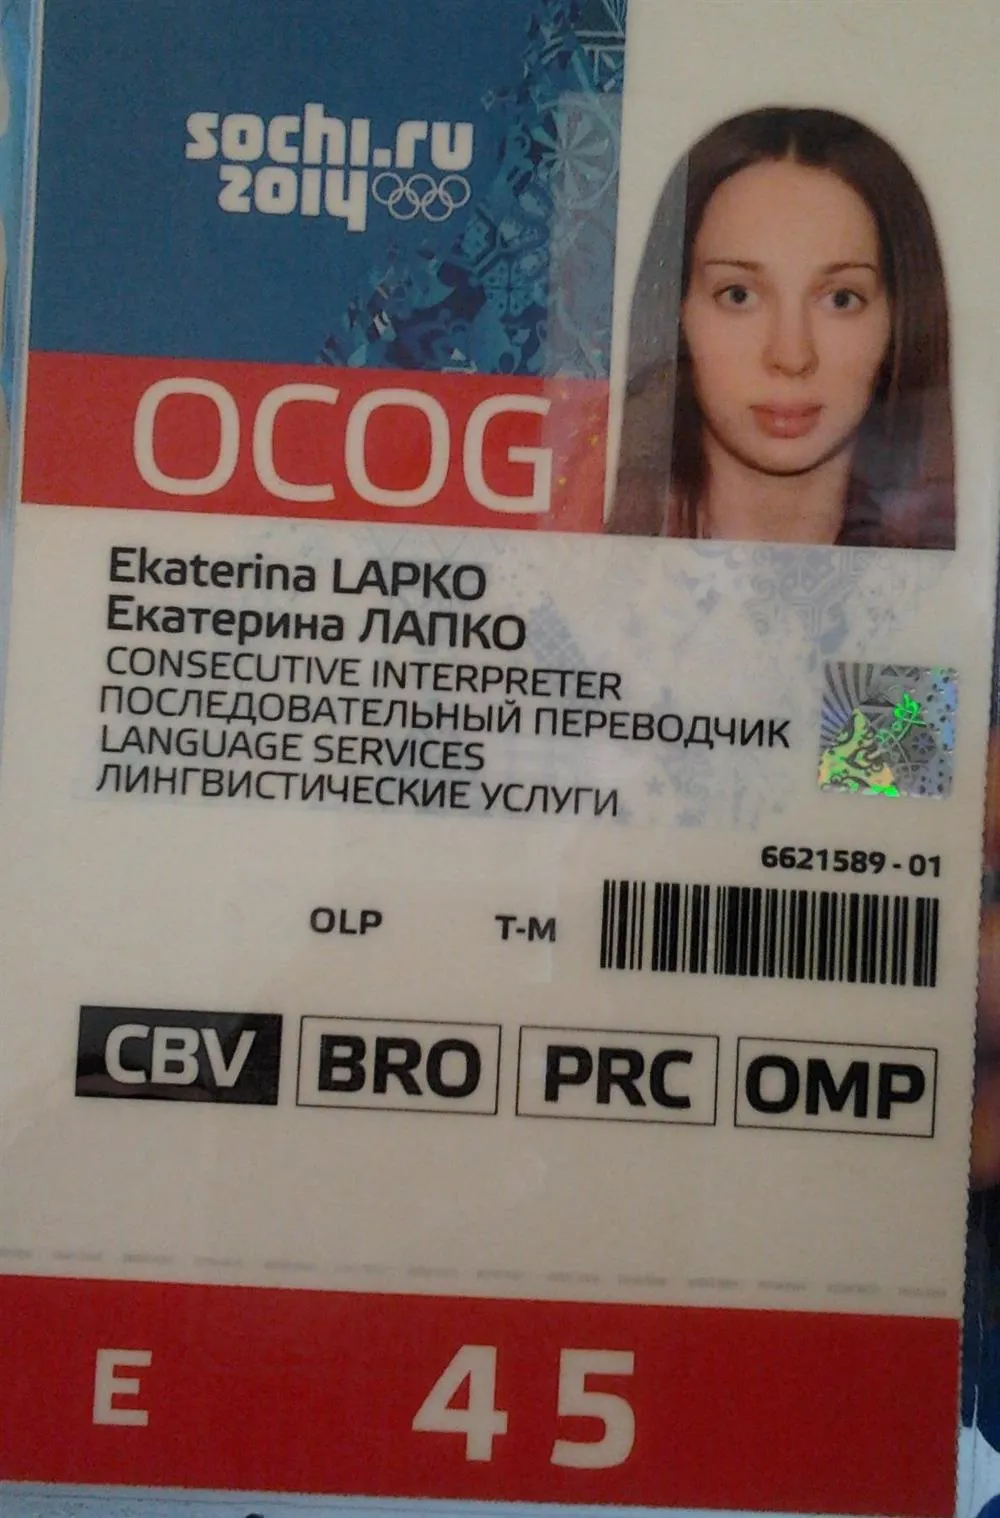 sochi.ru
2014
OCOG
Ekaterina LAPKO
Екатерина ЛАПКО
CONSECUTIVE INTERPRETER
ПОСЛЕДОВАТЕЛЬНЫЙ ПЕРЕВОДЧИК
LANGUAGE SERVICES
ЛИНГВИСТИЧЕСКИЕ УСЛУГИ
6621589 - 01
OLP T-M
CBV BRO PRC OMP
E 45